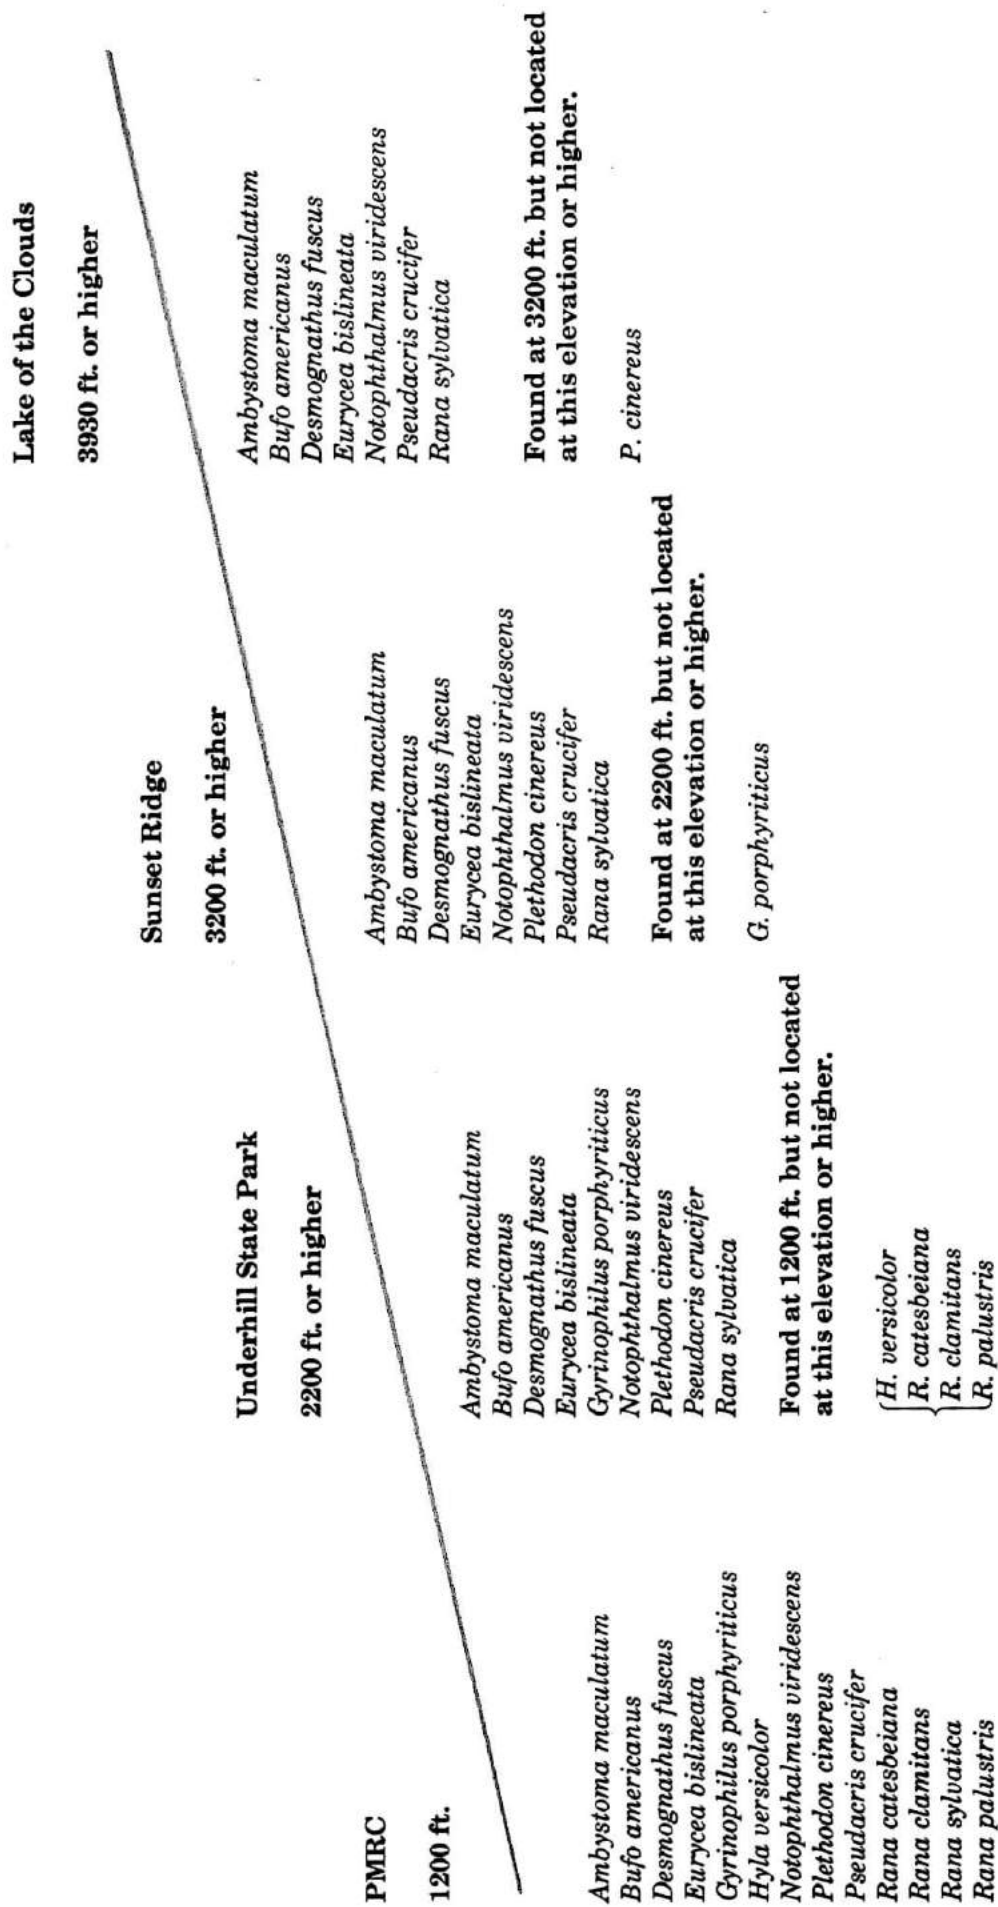 PMRC
1200 ft.
Ambystoma maculatum
Bufo americanus
Desmognathus fuscus
Eurycea bislineata
Gyrinophilus porphyriticus
Hyla versicolor
Notophthalmus viridescens
Plethodon cinereus
Pseudacris crucifer
Rana catesbeiana
Rana clamitans
Rana sylvatica
Rana palustris
Underhill State Park
2200 ft. or higher
Ambystoma maculatum
Bufo americanus
Desmognathus fuscus
Eurycea bislineata
Gyrinophilus porphyriticus
Notophthalmus viridescens
Plethodon cinereus
Pseudacris crucifer
Rana sylvatica
Found at 1200 ft. but not located
at this elevation or higher.
H. versicolor
R. catesbeiana
R. clamitans
R. palustris
Sunset Ridge
3200 ft. or higher
Ambystoma maculatum
Bufo americanus
Desmognathus fuscus
Eurycea bislineata
Notophthalmus viridescens
Plethodon cinereus
Pseudacris crucifer
Rana sylvatica
Found at 2200 ft. but not located
at this elevation or higher.
G. porphyriticus
Lake of the Clouds
3930 ft. or higher
Ambystoma maculatum
Bufo americanus
Desmognathus fuscus
Eurycea bislineata
Notophthalmus viridescens
Pseudacris crucifer
Rana sylvatica
Found at 3200 ft. but not located
at this elevation or higher.
P. cinereus